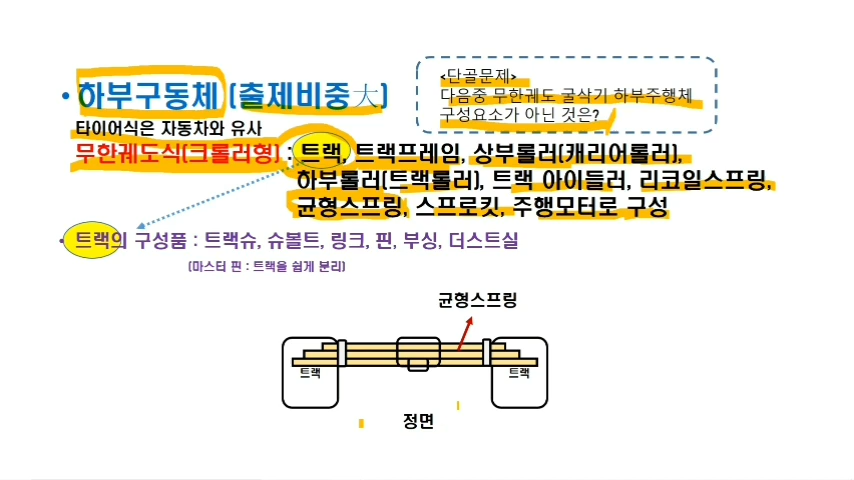 • 하부구동체 (출제비중大)
<단골문제>
다음중 무한궤도 굴삭기 하부주행체
구성요소가 아닌 것은?
타이어식은 자동차와 유사
무한궤도식(크롤러형) : 트랙, 트랙프레임, 상부롤러(캐리어롤러),
하부롤러(트랙롤러), 트랙 아이들러, 리코일스프링,
균형스프링, 스프로킷, 주행모터로 구성
• 트랙의 구성품 : 트랙슈, 슈볼트, 링크, 핀, 부싱, 더스트실
(마스터 핀 : 트랙을 쉽게 분리)
균형스프링
트랙
트랙
정면